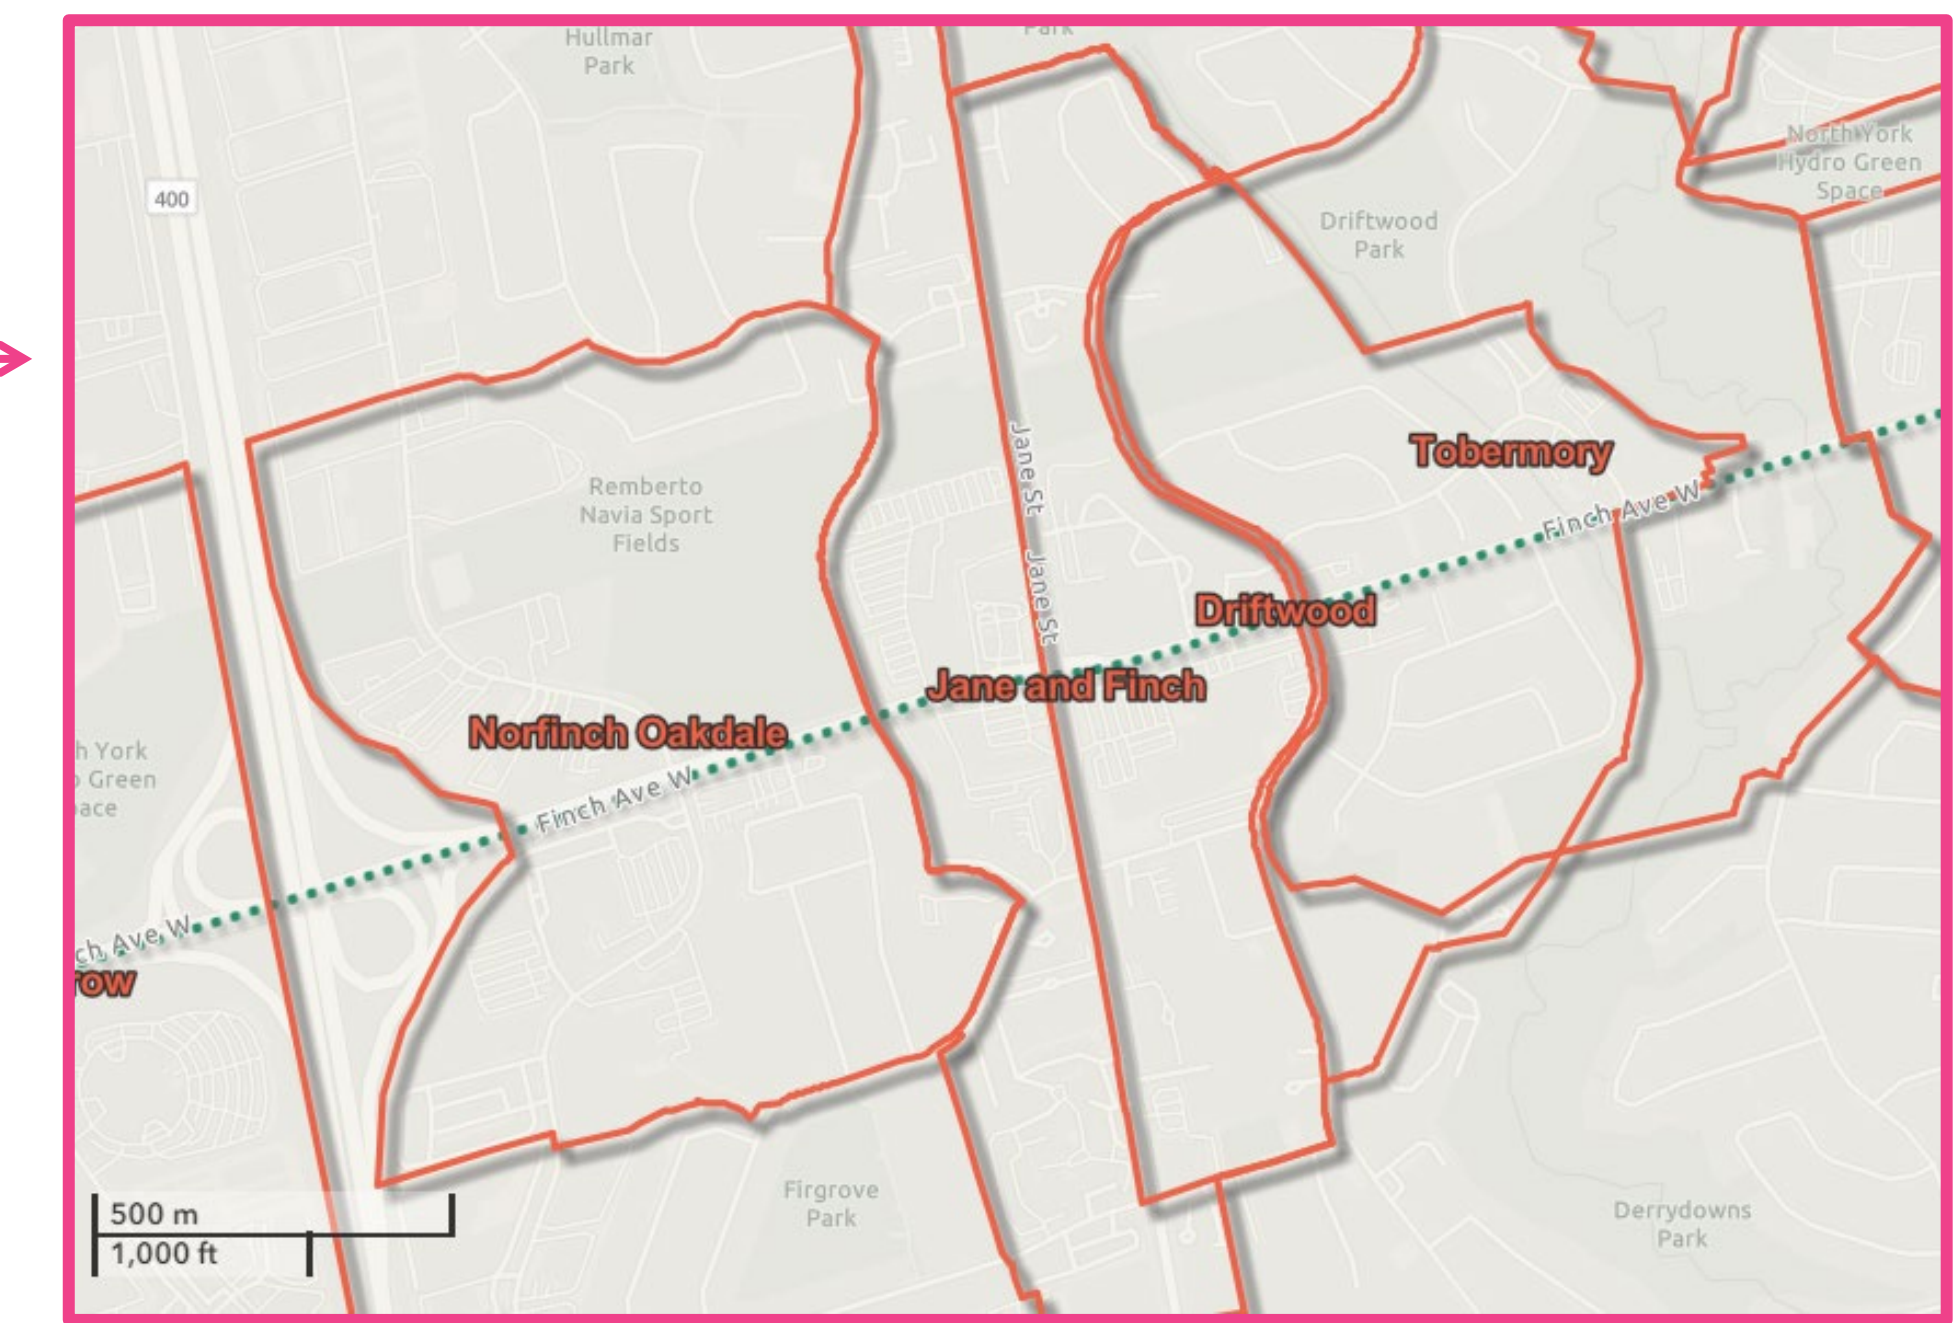 Hullmar
Park
Park
400
North York
Hydro Green
Space
Driftwood
Park
Jane St
Jane St
Tobermory
Remberto
Navia Sport
Fields
Finch Ave W
Driftwood
Jane and Finch
Norfinch Oakdale
h York
Green
ace
Finch Ave W
ch Ave W
row
Firgrove
Park
Derrydowns
Park
500 m
1,000 ft